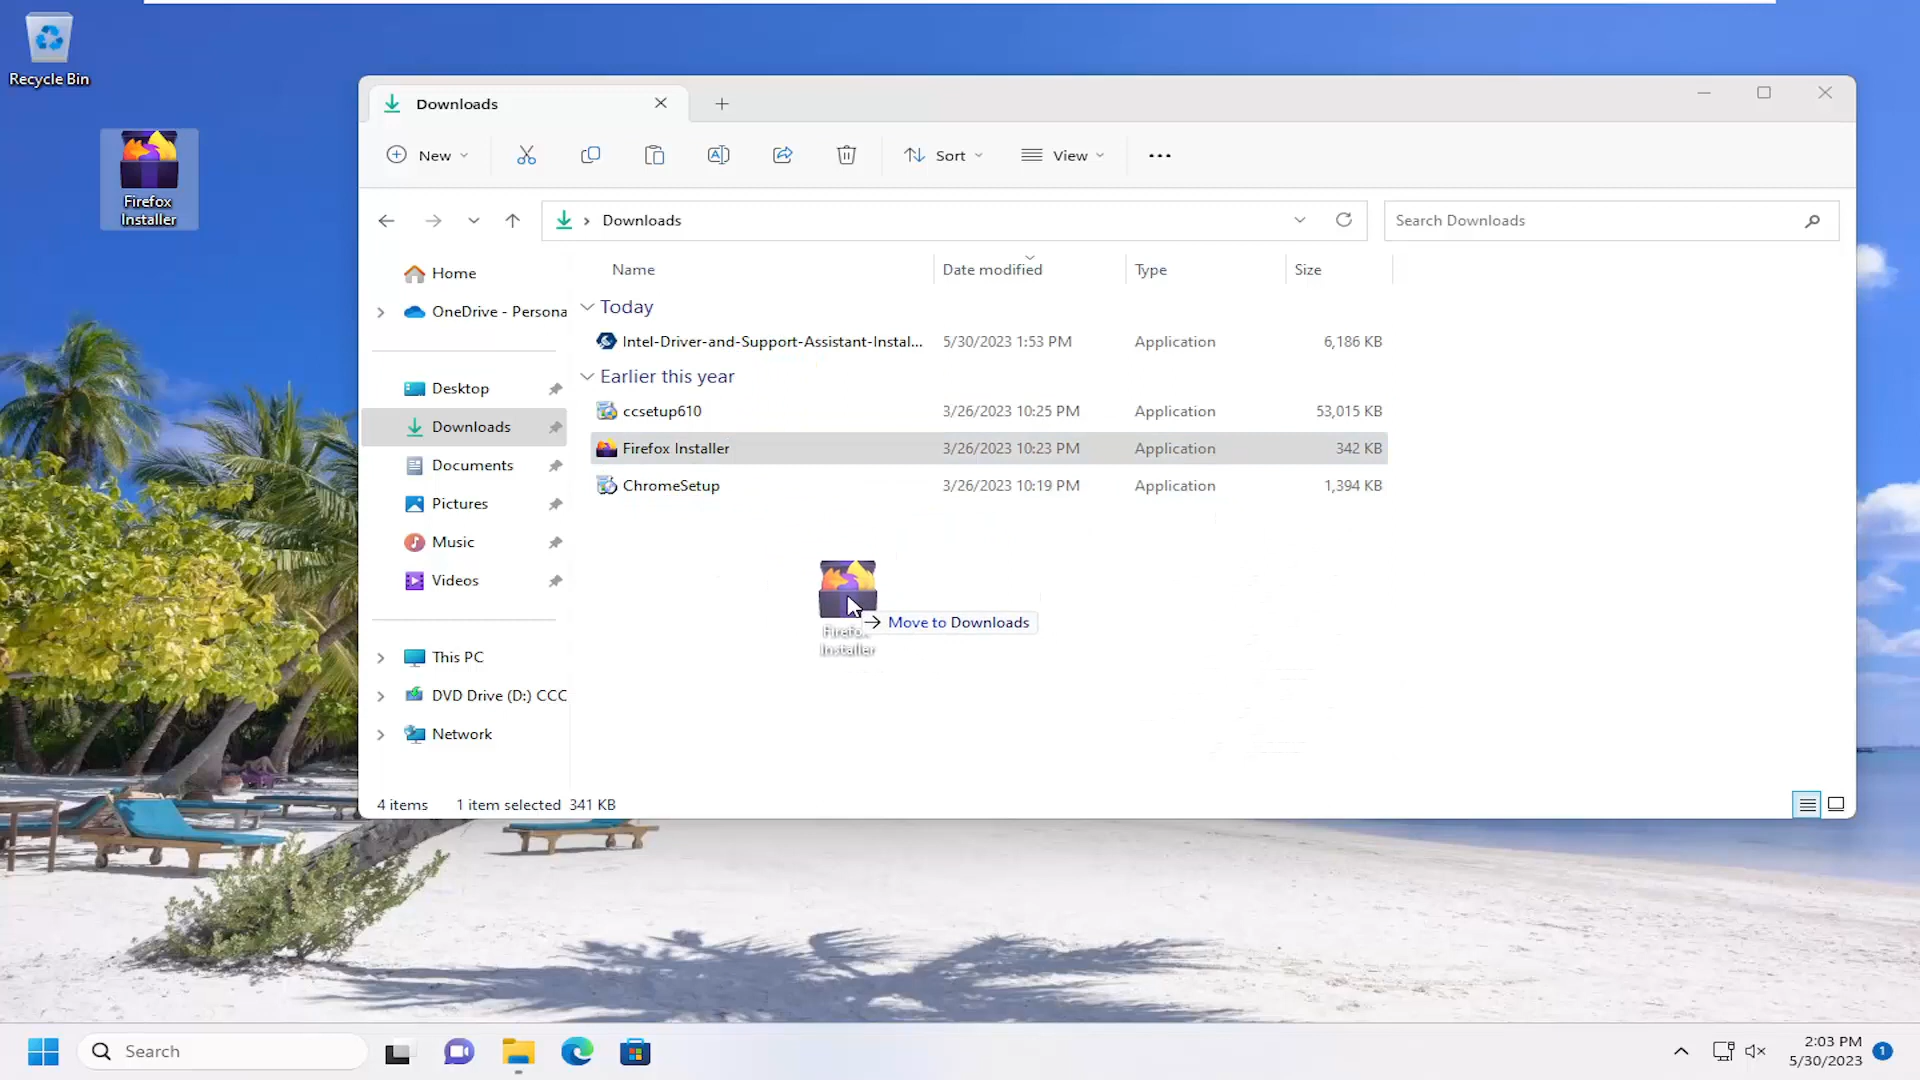 Recycle Bin
Firefox
Installer
Downloads
New
Sort
View
Downloads
Search Downloads
Home
OneDrive - Persona
Desktop
Downloads
Documents
Pictures
Music
Videos
This PC
DVD Drive (D:) CCC
Network
Name Date modified Type Size
Today
Intel-Driver-and-Support-Assistant-Instal... 5/30/2023 1:53 PM Application 6,186 KB
Earlier this year
ccsetup610 3/26/2023 10:25 PM Application 53,015 KB
Firefox Installer 3/26/2023 10:23 PM Application 342 KB
ChromeSetup 3/26/2023 10:19 PM Application 1,394 KB
Move to Downloads
Firefo..
Installer
4 items 1 item selected 341 KB
Search
2:03 PM
5/30/2023
1